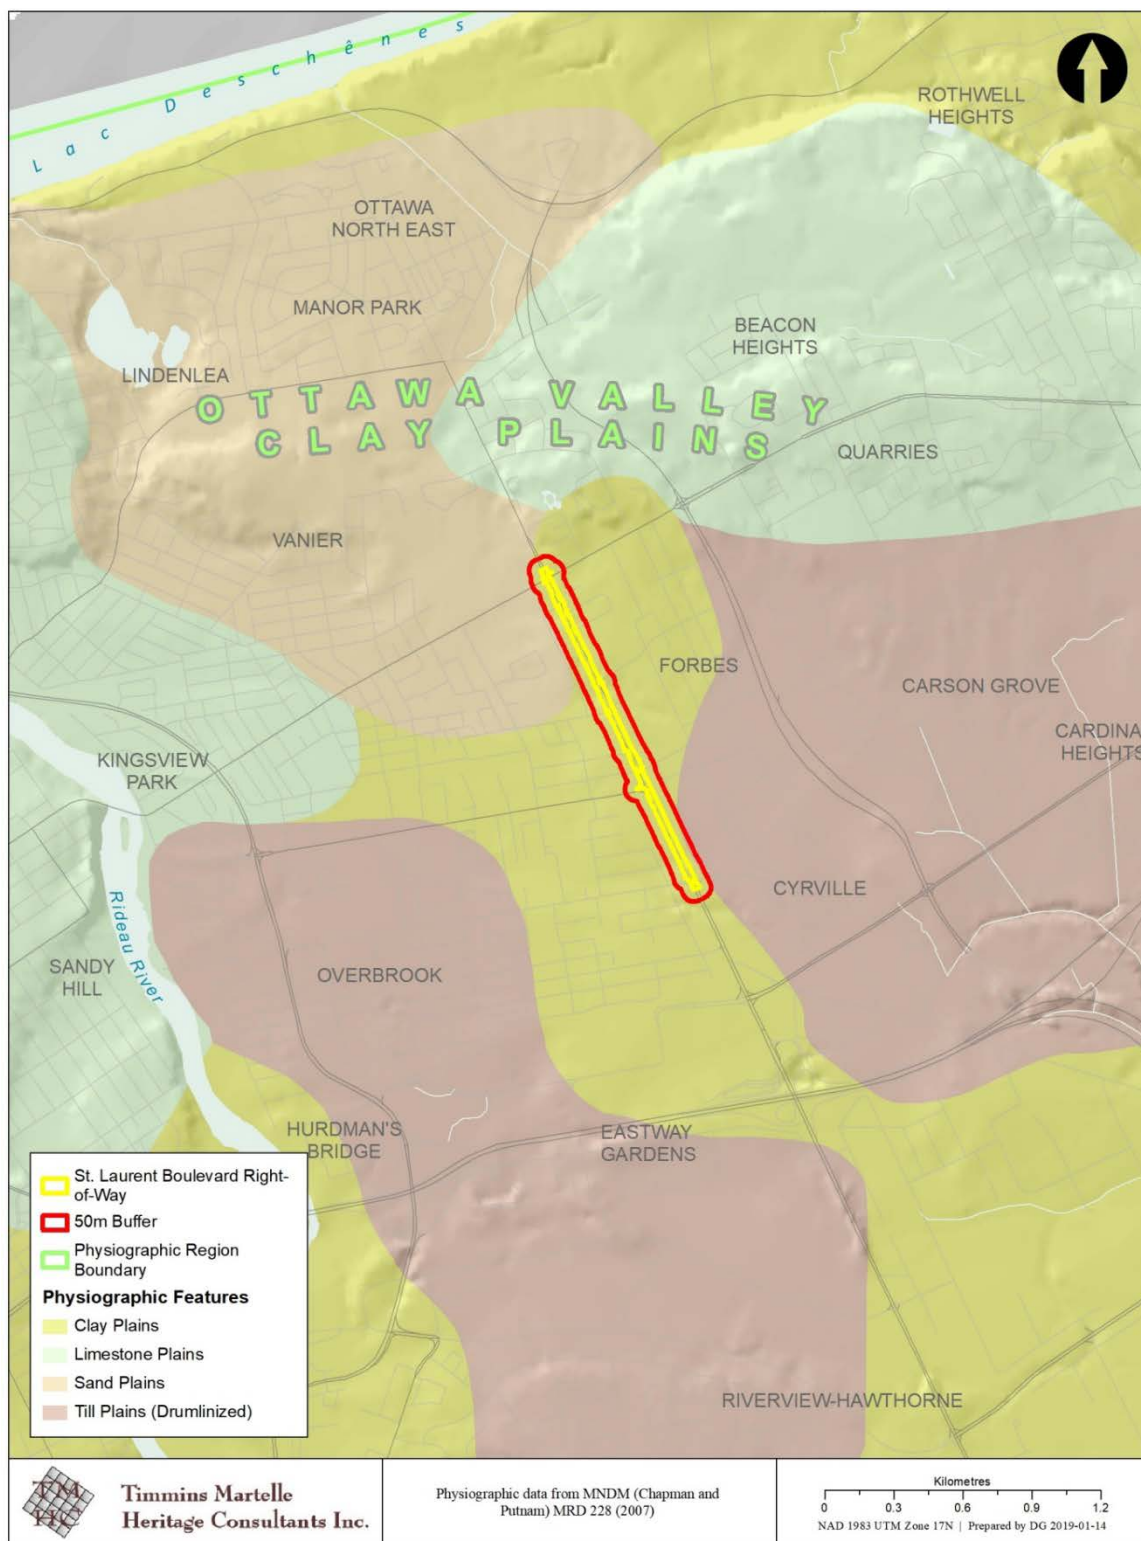 Lac Deschênes
ROTHWELL
HEIGHTS
OTTAWA
NORTH EAST
MANOR PARK
BEACON
HEIGHTS
LINDENLEA
OTTAWA VALLEY
CLAY PLAINS
QUARRIES
VANIER
FORBES
CARSON GROVE
CARDINA
HEIGHTS
KINGSVIEW
PARK
CYRVILLE
Rideau River
SANDY
HILL
OVERBROOK
HURDMAN'S
BRIDGE
EASTWAY
GARDENS
RIVERVIEW-HAWTHORNE
St. Laurent Boulevard Right-
of-Way
50m Buffer
Physiographic Region
Boundary
Physiographic Features
Clay Plains
Limestone Plains
Sand Plains
Till Plains (Drumlinized)
TM
HC
Timmins Martelle
Heritage Consultants Inc.
Physiographic data from MNDM (Chapman and
Putnam) MRD 228 (2007)
Kilometres
0 0.3 0.6 0.9 1.2
NAD 1983 UTM Zone 17N | Prepared by DG 2019-01-14